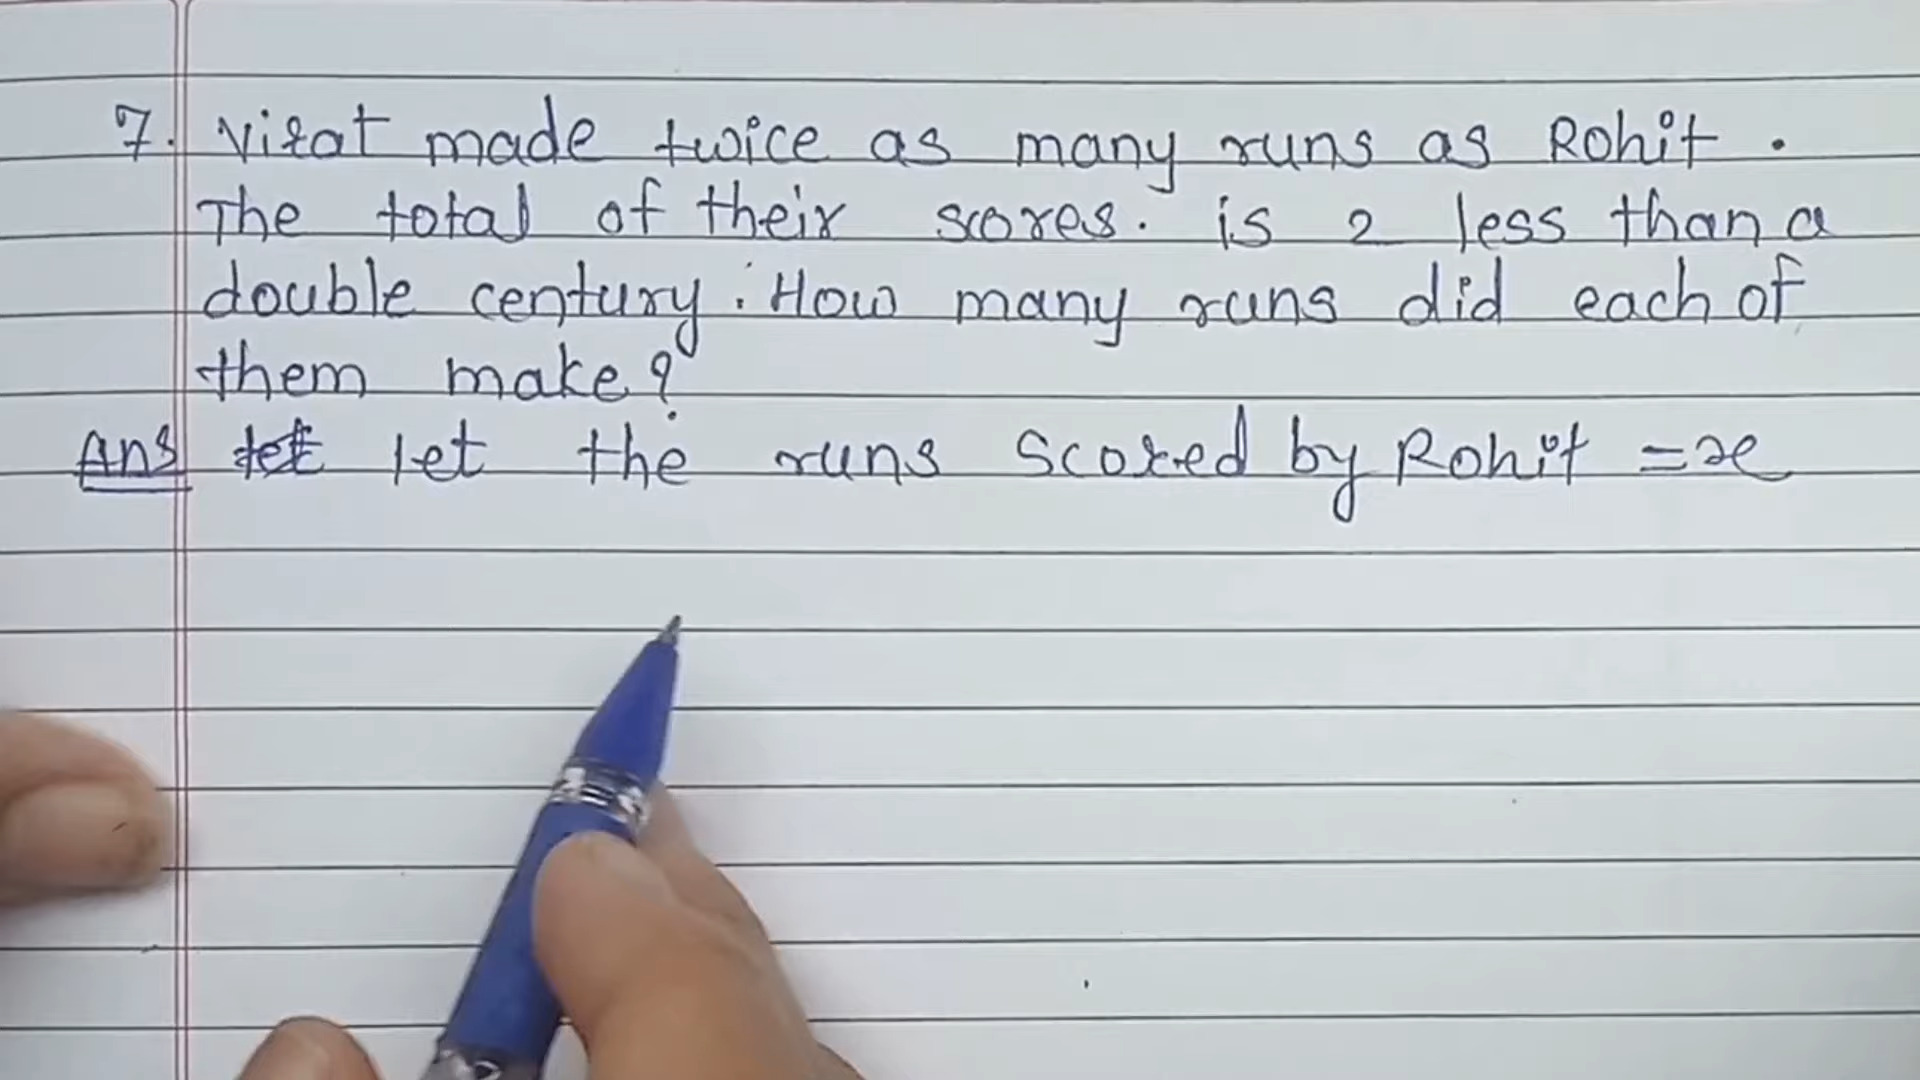 7. Virat made twice as many runs as Rohit.
The total of their scores. is 2 less than a
double century. How many runs did each of
them make?
Ans let let the runs Scored by Rohit = x